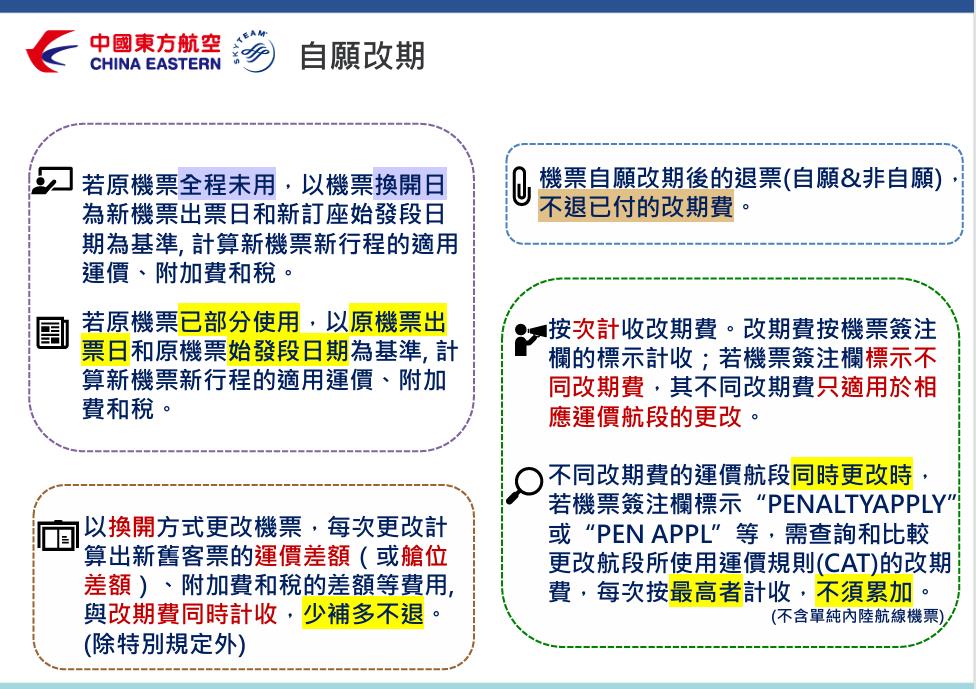 中國東方航空
CHINA EASTERN
SKYTEAM
自願改期
若原機票全程未用，以機票換開日
為新機票出票日和新訂座始發段日
期為基準, 計算新機票新行程的適用
運價、附加費和稅。
若原機票已部分使用，以原機票出
票日和原機票始發段日期為基準, 計
算新機票新行程的適用運價、附加
費和稅。
以換開方式更改機票，每次更改計
算出新舊客票的運價差額（或艙位
差額）、附加費和稅的差額等費用,
與改期費同時計收，少補多不退。
(除特別規定外)
機票自願改期後的退票(自願&非自願)，
不退已付的改期費。
按次計收改期費。改期費按機票簽注
欄的標示計收；若機票簽注欄標示不
同改期費，其不同改期費只適用於相
應運價航段的更改。
不同改期費的運價航段同時更改時，
若機票簽注欄標示“PENALTYAPPLY”
或“PEN APPL”等，需查詢和比較
更改航段所使用運價規則(CAT)的改期
費，每次按最高者計收，不須累加。
(不含單純內陸航線機票)